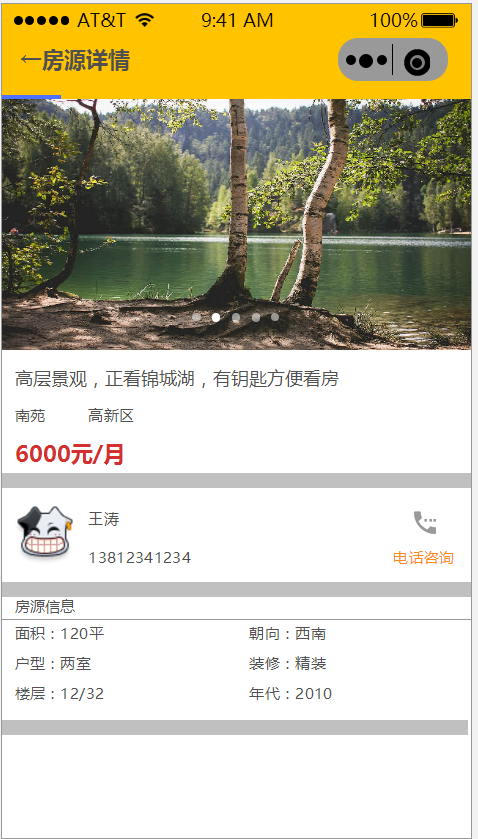 AT&T 9:41 AM 100%
←房源详情
高层景观，正看锦城湖，有钥匙方便看房
南苑 高新区
6000元/月
王涛
13812341234
电话咨询
房源信息
面积：120平 朝向：西南
户型：两室 装修：精装
楼层：12/32 年代：2010